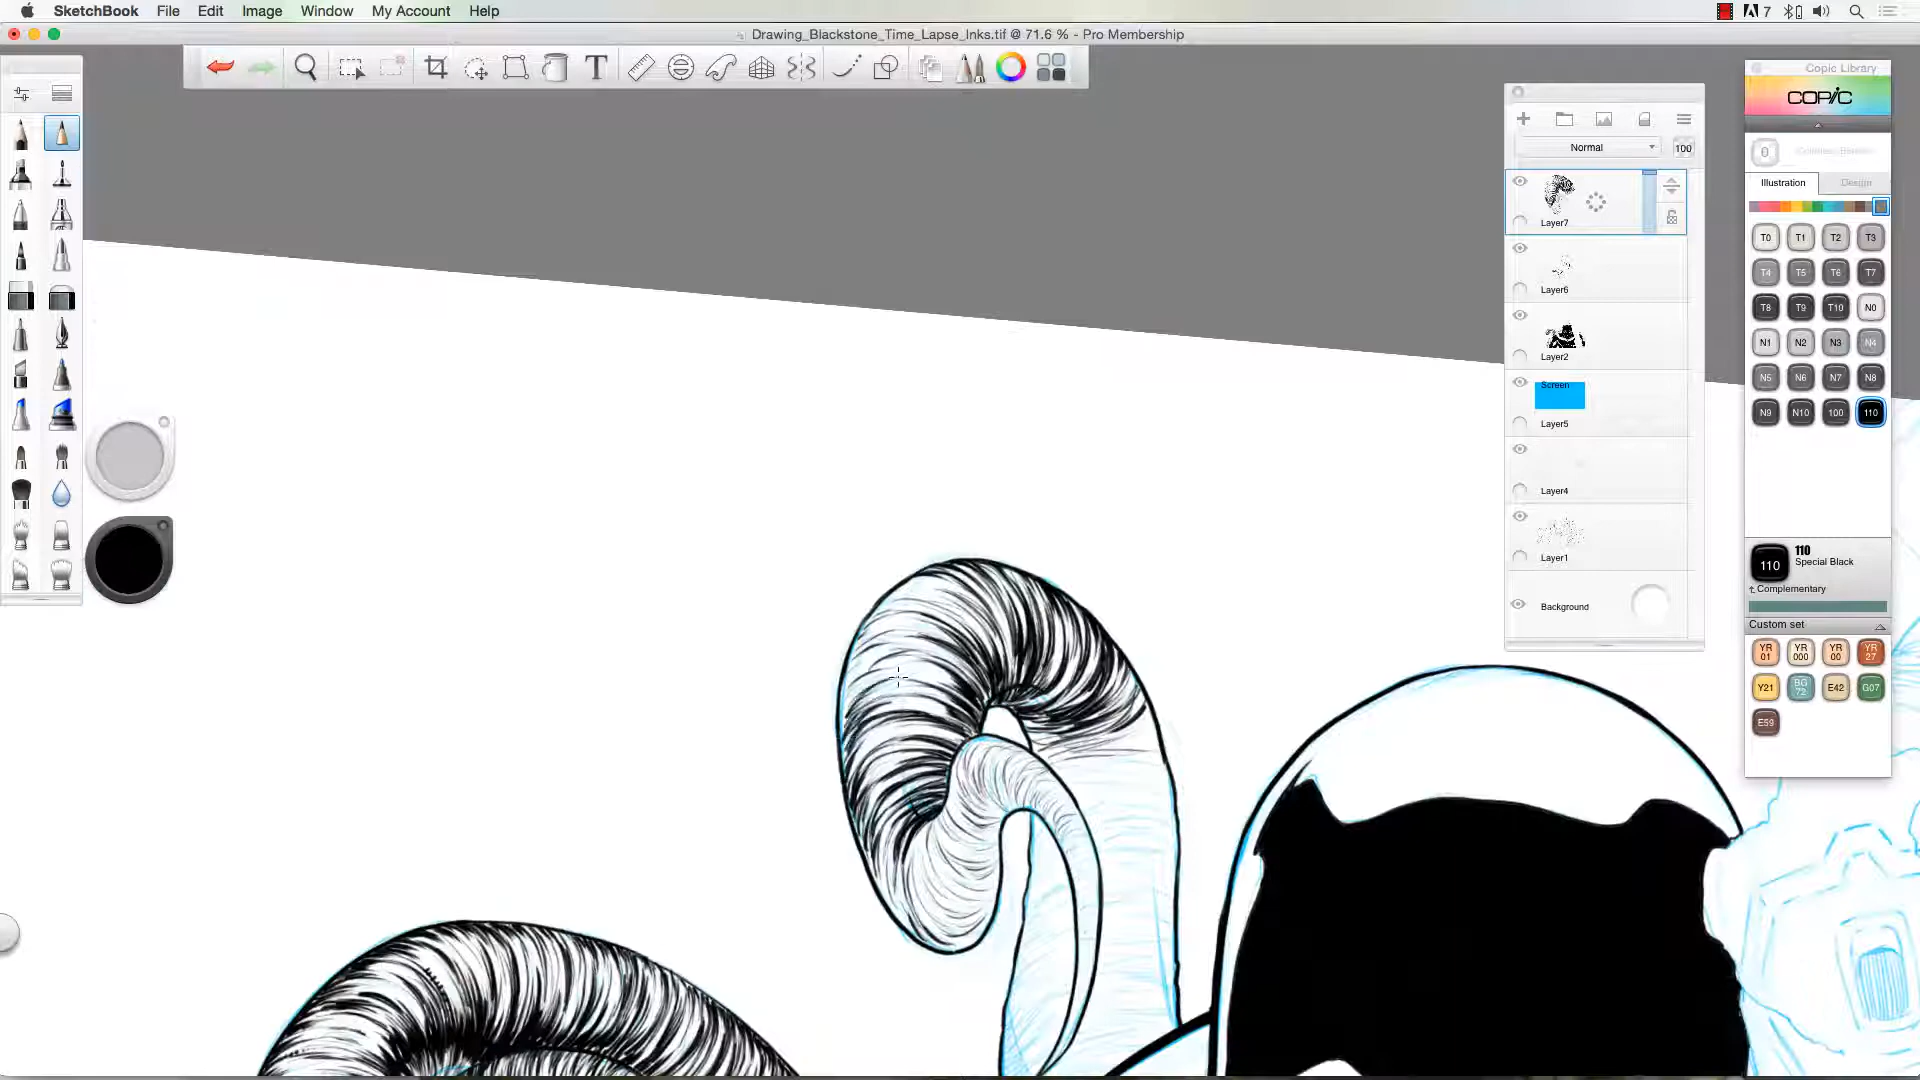 SketchBook File Edit Image Window My Account Help 7
Drawing_Blackstone_Time_Lapse_Inks.tif @ 71.6 % - Pro Membership
T
Copic Library
COPIC
0
Illustration Design
T0 T1 T2 T3
T4 T5 T6 T7
T8 T9 T10 N0
N1 N2 N3 N4
N5 N6 N7 N8
N9 N10 100 110
110
110
Special Black
Complementary
Custom set
YR 01 YR 000 YR 00 YR 27
Y21 BG 72 E42 G07
E59
Normal 100
Layer7
Layer6
Layer2
Screen
Layer5
Layer4
Layer1
Background